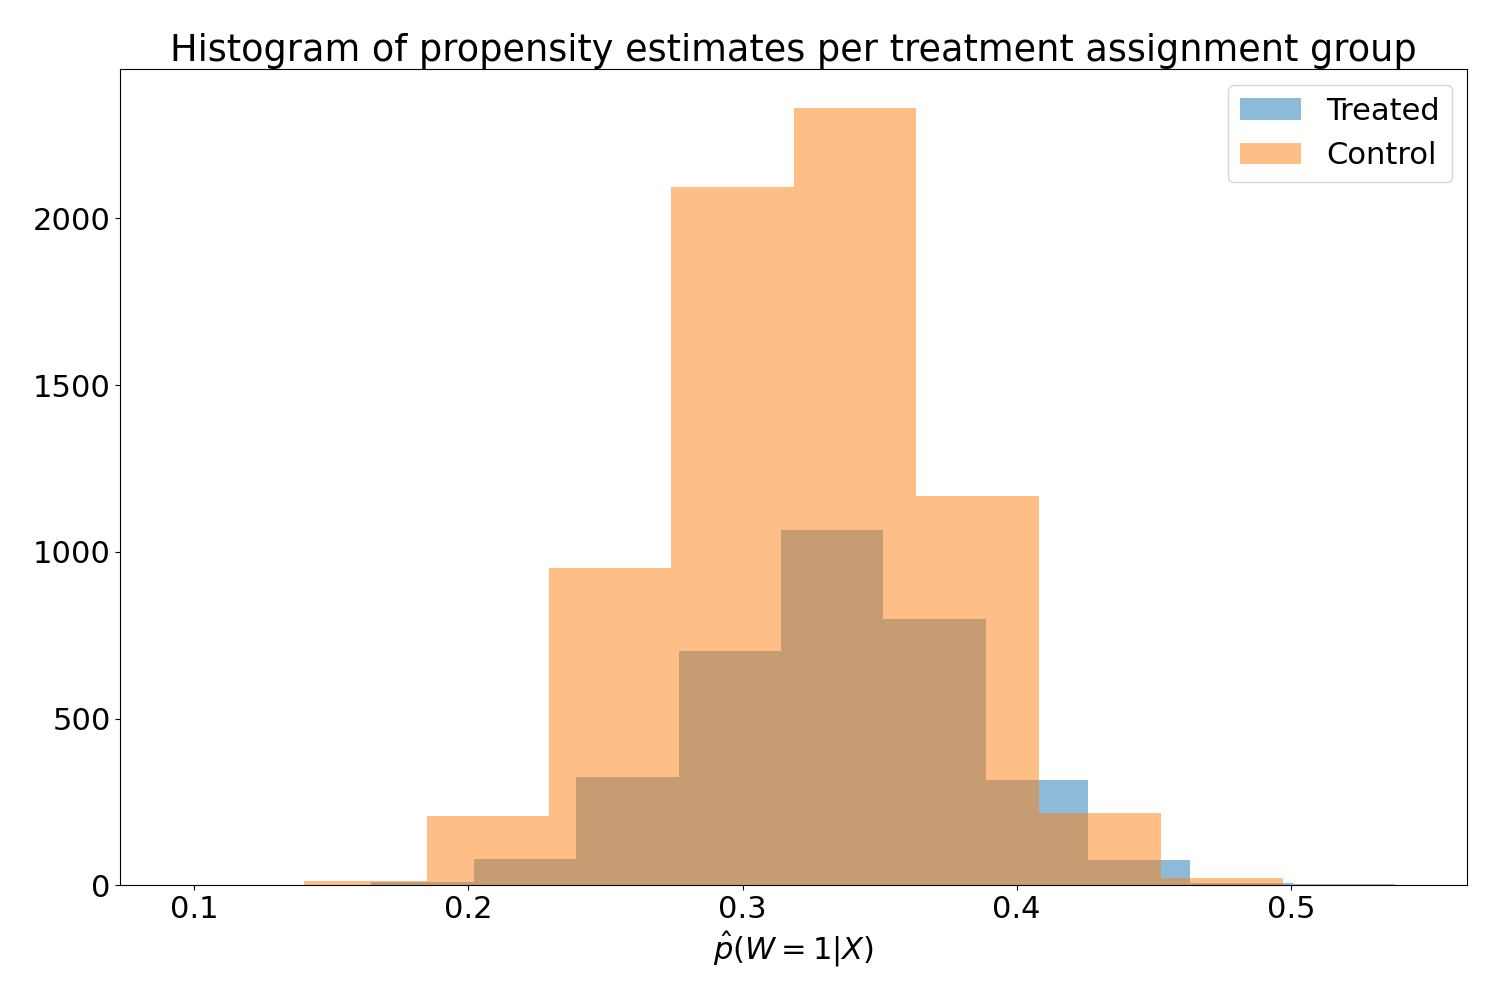 Histogram of propensity estimates per treatment assignment group
Treated
Control
2000
1500
1000
500
0
0.1 0.2 0.3 0.4 0.5
p̂(W = 1|X)